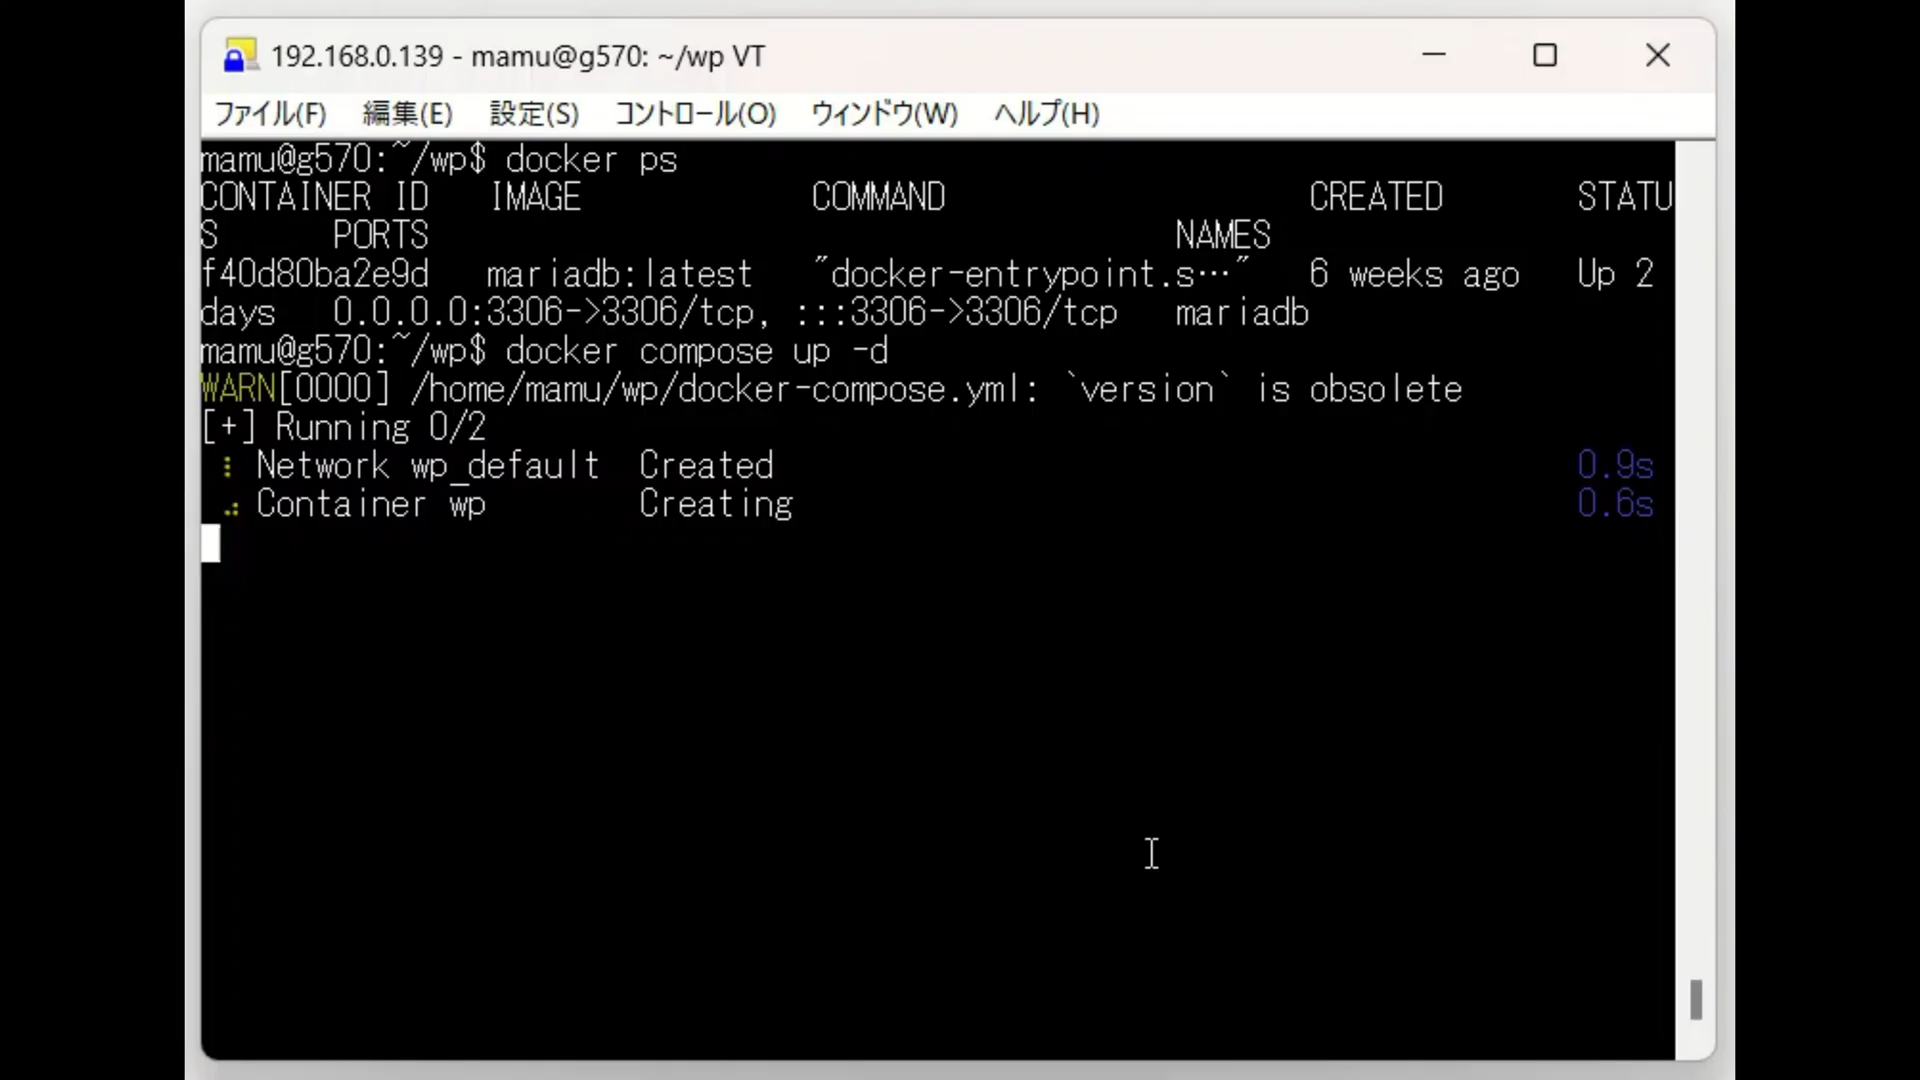 192.168.0.139 - mamu@g570: ~/wp VT
ファイル(F) 編集(E) 設定(S) コントロール(O) ウィンドウ(W) ヘルプ(H)
mamu@g570:~/wp$ docker ps
CONTAINER ID   IMAGE            COMMAND                   CREATED       STATU
S      PORTS                                       NAMES
f40d80ba2e9d   mariadb:latest   "docker-entrypoint.s…"   6 weeks ago   Up 2
days   0.0.0.0:3306->3306/tcp, :::3306->3306/tcp   mariadb
mamu@g570:~/wp$ docker compose up -d
WARN[0000] /home/mamu/wp/docker-compose.yml: `version` is obsolete
[+] Running 0/2
⠸ Network wp_default  Created 0.9s
⠴ Container wp        Creating 0.6s